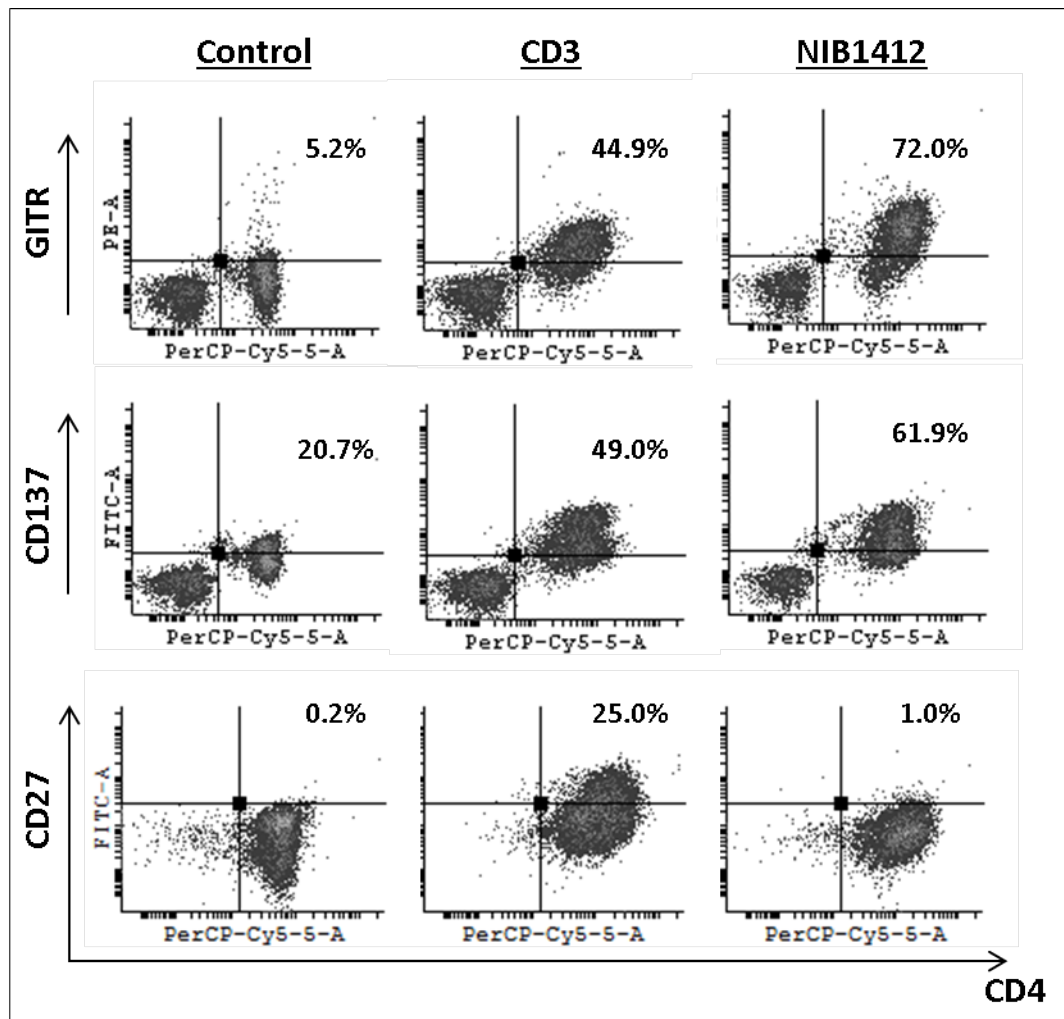 Control CD3 NIB1412
GITR
PE-A
5.2%
44.9%
72.0%
PerCP-Cy5-5-A PerCP-Cy5-5-A PerCP-Cy5-5-A
CD137
FITC-A
20.7%
49.0%
61.9%
PerCP-Cy5-5-A PerCP-Cy5-5-A PerCP-Cy5-5-A
CD27
FITC-A
0.2%
25.0%
1.0%
PerCP-Cy5-5-A PerCP-Cy5-5-A PerCP-Cy5-5-A
CD4